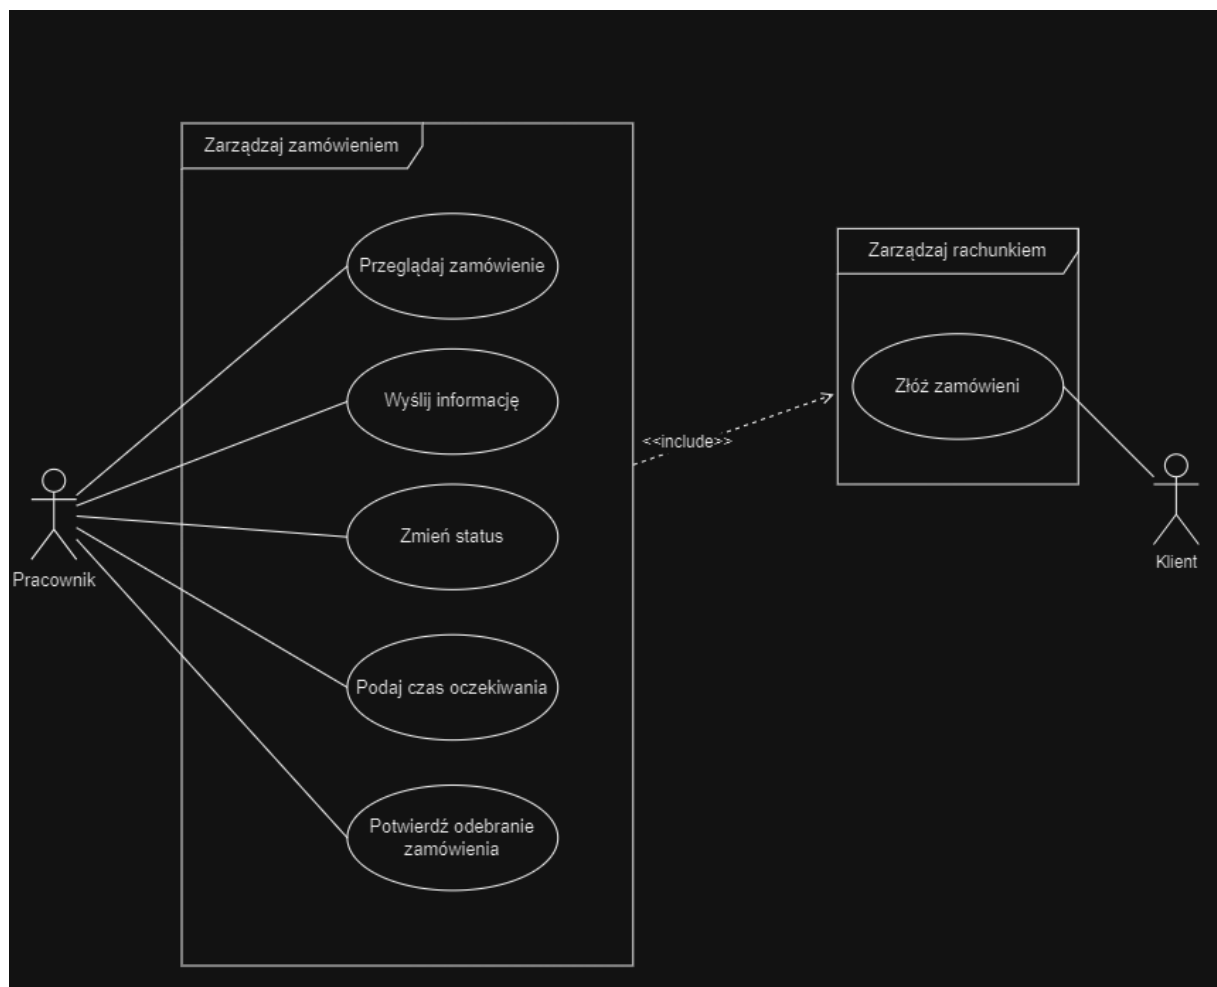 Zarządzaj zamówieniem
Przeglądaj zamówienie
Wyślij informację
Zmień status
Podaj czas oczekiwania
Potwierdź odebranie
zamówienia
Pracownik
<<include>>
Zarządzaj rachunkiem
Złóż zamówieni
Klient